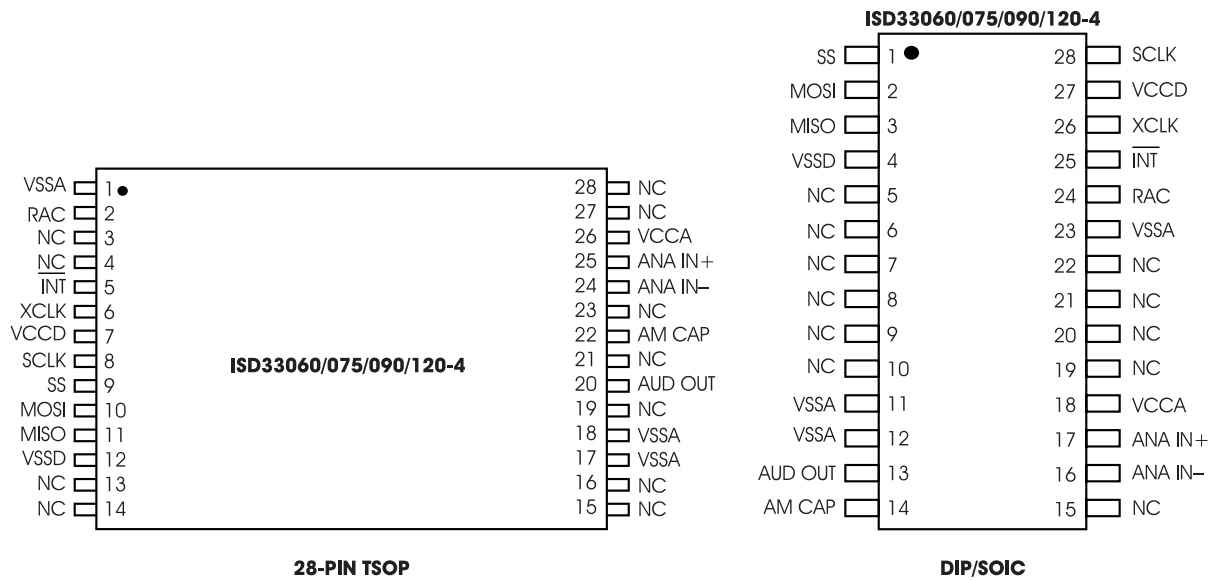 ISD33060/075/090/120-4
SS 1 28 SCLK
MOSI 2 27 VCCD
MISO 3 26 XCLK
VSSD 4 25 INT
NC 5 24 RAC
NC 6 23 VSSA
NC 7 22 NC
NC 8 21 NC
NC 9 20 NC
NC 10 19 NC
VSSA 11 18 VCCA
VSSA 12 17 ANA IN+
AUD OUT 13 16 ANA IN–
AM CAP 14 15 NC
DIP/SOIC
VSSA 1 28 NC
RAC 2 27 NC
NC 3 26 VCCA
NC 4 25 ANA IN+
INT 5 24 ANA IN–
XCLK 6 23 NC
VCCD 7 22 AM CAP
SCLK 8 21 NC
SS 9 20 AUD OUT
MOSI 10 19 NC
MISO 11 18 VSSA
VSSD 12 17 VSSA
NC 13 16 NC
NC 14 15 NC
ISD33060/075/090/120-4
28-PIN TSOP